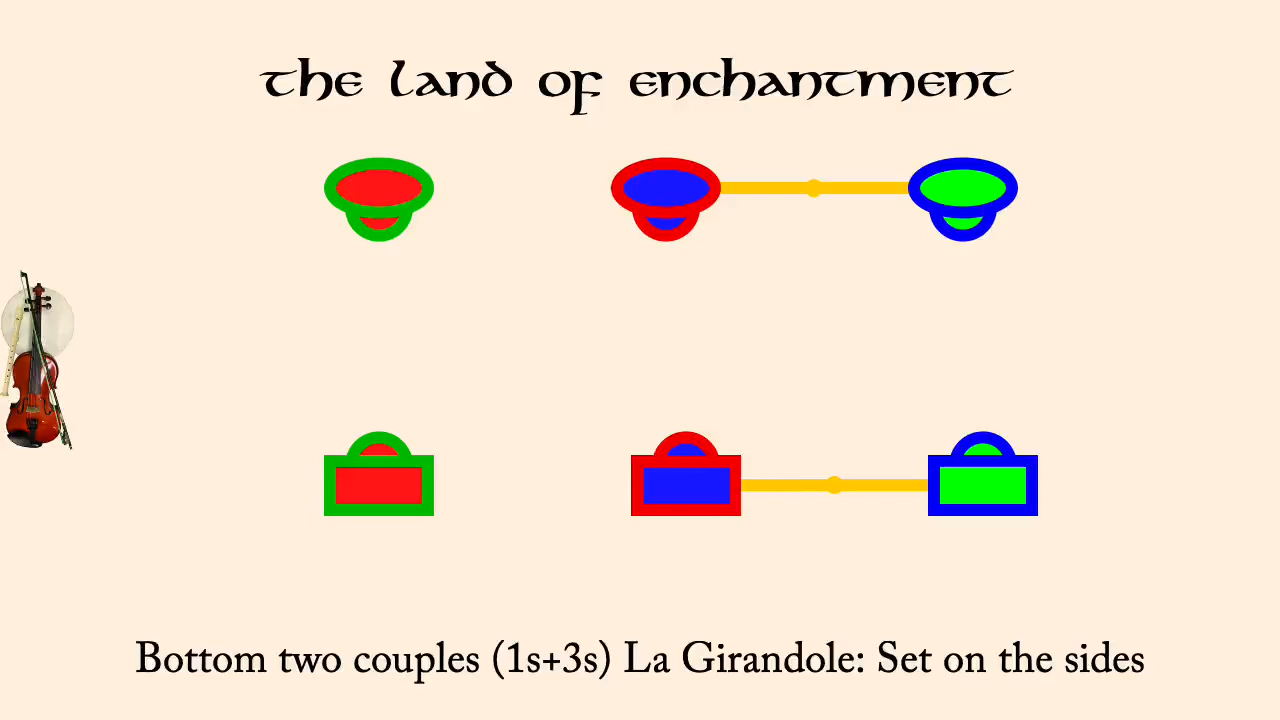 the land of enchantment
Bottom two couples (1s+3s) La Girandole: Set on the sides